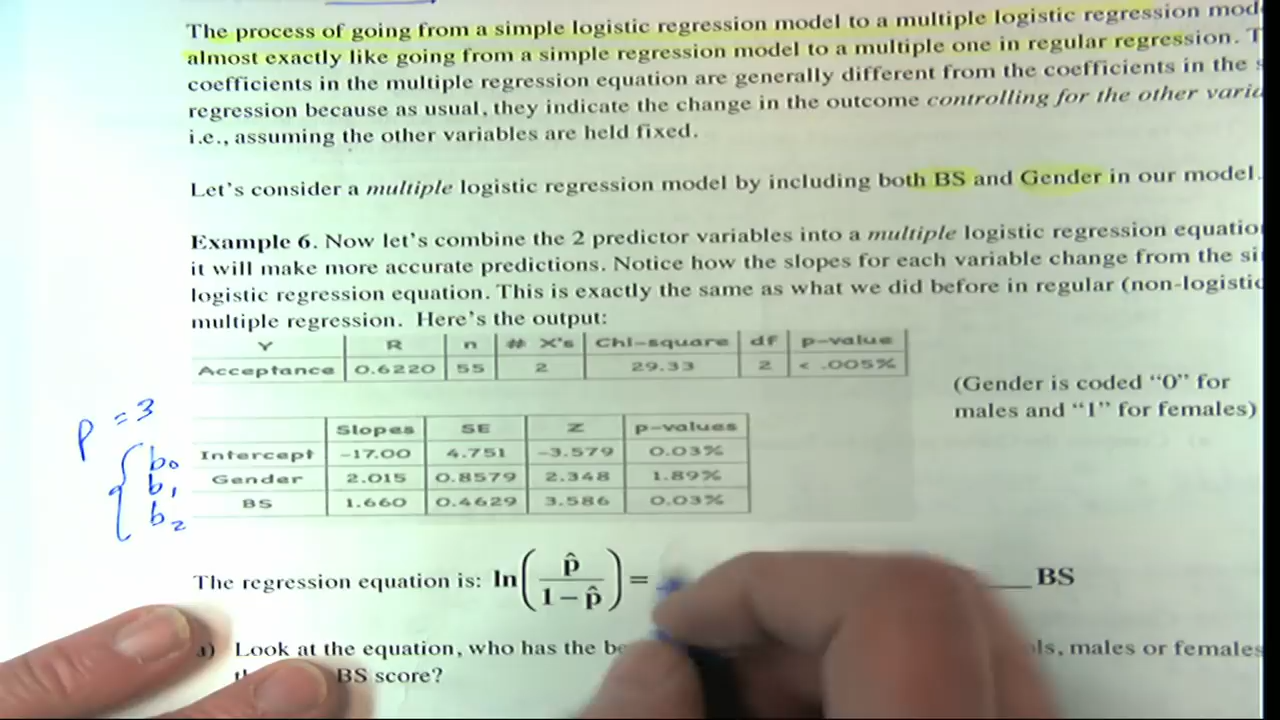 The process of going from a simple logistic regression model to a multiple logistic regression mod
almost exactly like going from a simple regression model to a multiple one in regular regression. T
coefficients in the multiple regression equation are generally different from the coefficients in the s
regression because as usual, they indicate the change in the outcome controlling for the other varia
i.e., assuming the other variables are held fixed.
Let's consider a multiple logistic regression model by including both BS and Gender in our model.
Example 6. Now let's combine the 2 predictor variables into a multiple logistic regression equatio
it will make more accurate predictions. Notice how the slopes for each variable change from the si
logistic regression equation. This is exactly the same as what we did before in regular (non-logistic
multiple regression. Here's the output:
Y R n # X's Chi-square df p-value
Acceptance 0.6220 55 2 29.33 2 < .005%
(Gender is coded "0" for
males and "1" for females)
p = 3
b0
b1
b2
Slopes SE Z p-values
Intercept -17.00 4.751 -3.579 0.03%
Gender 2.015 0.8579 2.348 1.89%
BS 1.660 0.4629 3.586 0.03%
The regression equation is: ln(p̂/(1 − p̂)) = ___ BS
a) Look at the equation, who has the be ls, males or females
BS score?